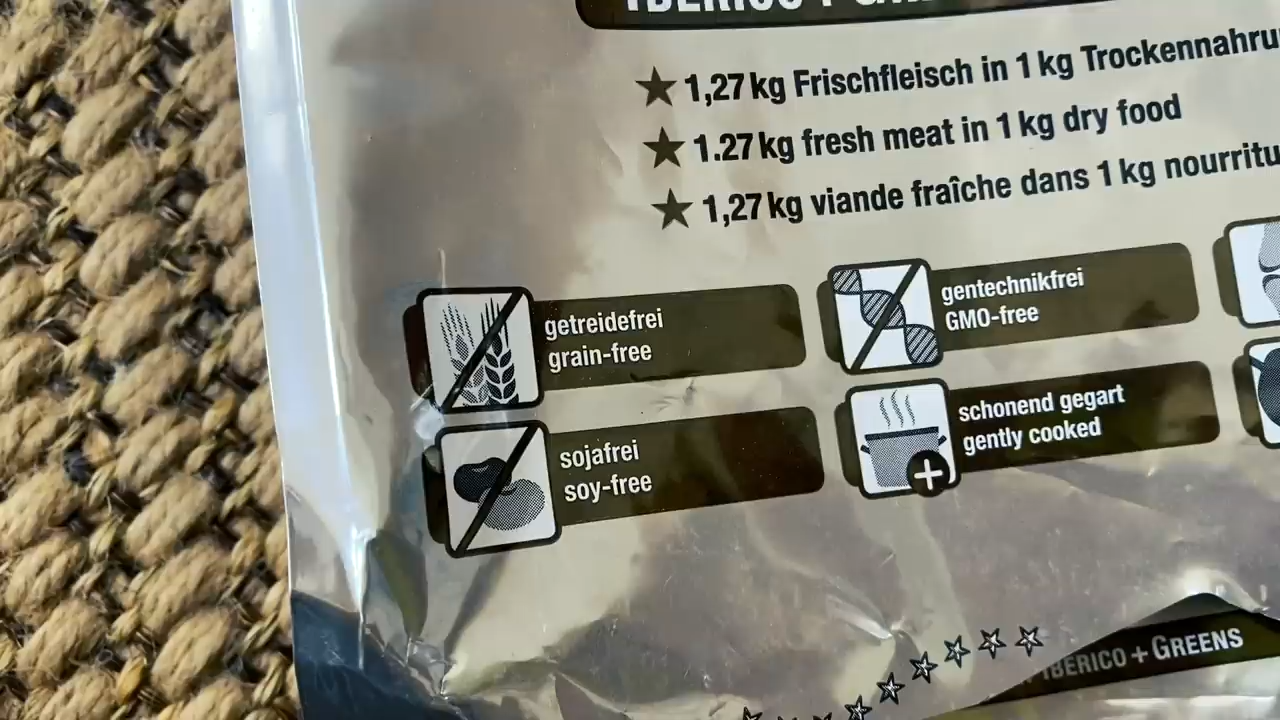 ★ 1,27 kg Frischfleisch in 1 kg
★ 1.27 kg fresh meat in 1 kg dry food
★ 1,27 kg viande fraîche dans 1 kg
getreidefrei
grain-free
gentechnikfrei
GMO-free
sojafrei
soy-free
schonend gegart
gently cooked
IBERICO + GREENS